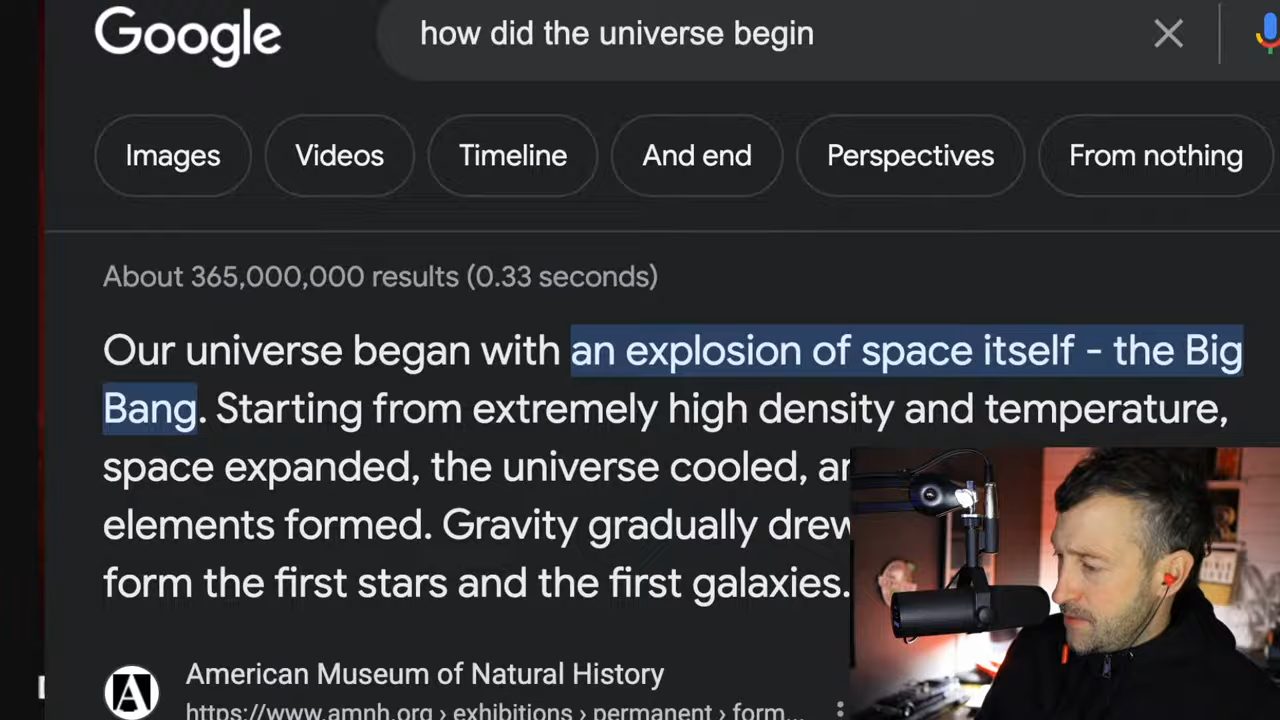 Google
how did the universe begin
Images
Videos
Timeline
And end
Perspectives
From nothing
About 365,000,000 results (0.33 seconds)
Our universe began with an explosion of space itself - the Big
Bang. Starting from extremely high density and temperature,
space expanded, the universe cooled,
elements formed. Gravity gradually drew
form the first stars and the first galaxies.
American Museum of Natural History
https://www.amnh.org › exhibitions › permanent › form...